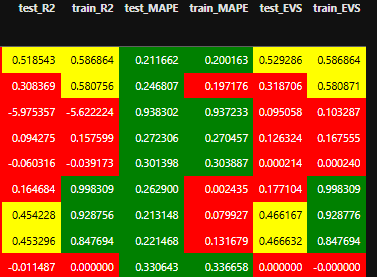 test_R2 train_R2 test_MAPE train_MAPE test_EVS train_EVS
0.518543 0.586864 0.211662 0.200163 0.529286 0.586864
0.308369 0.580756 0.246807 0.197176 0.318706 0.580871
-5.975357 -5.622224 0.938302 0.937233 0.095058 0.103287
0.094275 0.157599 0.272306 0.270457 0.126324 0.167555
-0.060316 -0.039173 0.301398 0.303887 0.000214 0.000240
0.164684 0.998309 0.262900 0.002435 0.177104 0.998309
0.454228 0.928756 0.213148 0.079927 0.466167 0.928776
0.453296 0.847694 0.221468 0.131679 0.466632 0.847694
-0.011487 0.000000 0.330643 0.336658 -0.000000 -0.000000